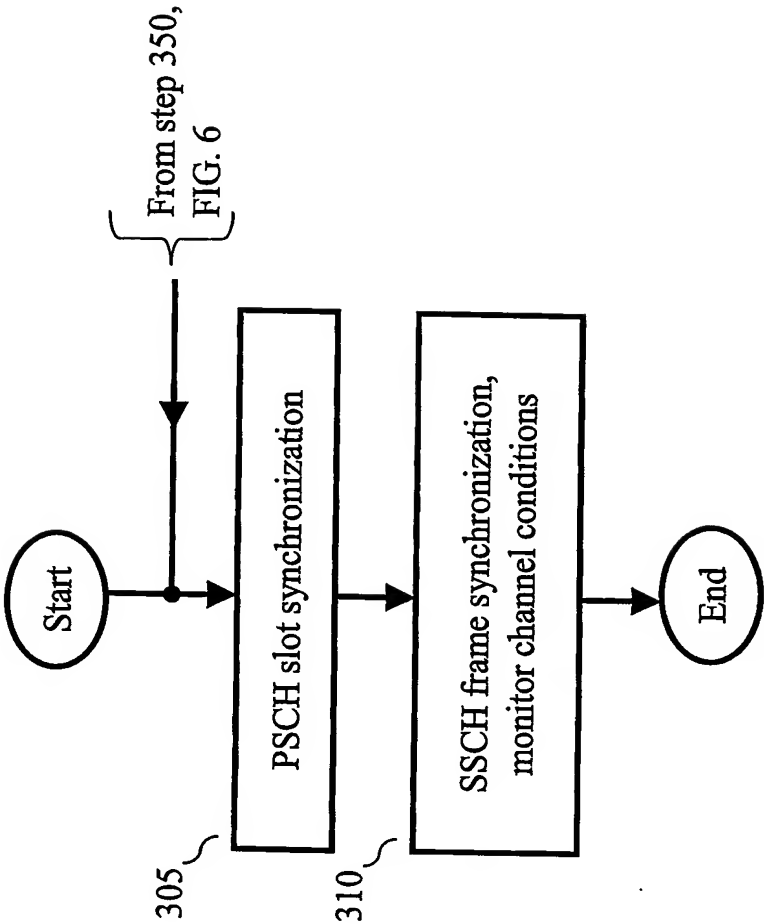 Start
From step 350,
FIG. 6
305
PSCH slot synchronization
310
SSCH frame synchronization,
monitor channel conditions
End